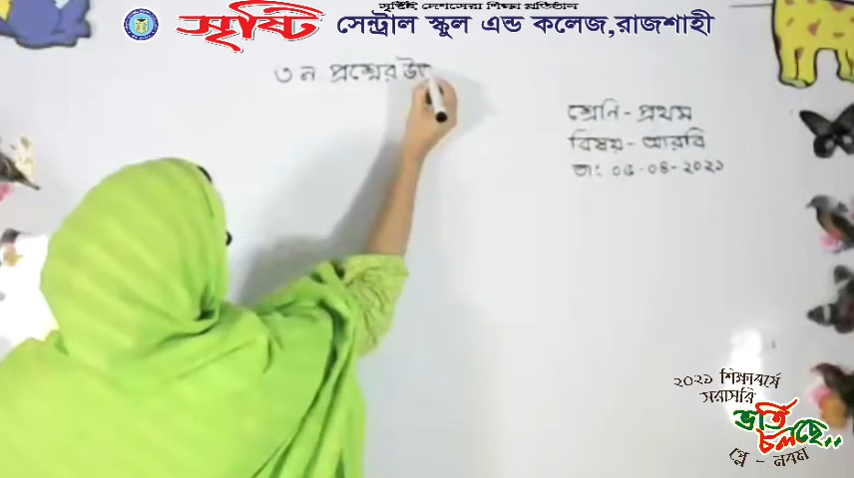 সৃষ্টিই দেশসেরা শিক্ষা প্রতিষ্ঠান
সৃষ্টি সেন্ট্রাল স্কুল এন্ড কলেজ,রাজশাহী
৩ ন প্রশ্নের উ
শ্রেণি - প্রথম
বিষয় - আরবি
তা: ০৫-০৪-২০২১
২০২১ শিক্ষাবর্ষে
সরাসরি
ভর্তি
চলছে..
প্লে - নবম